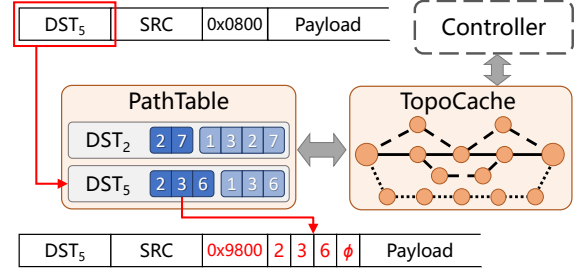 DST₅ SRC 0x0800 Payload
Controller
PathTable
TopoCache
DST₂ 2 7 1 3 2 7
DST₅ 2 3 6 1 3 6
DST₅ SRC 0x9800 2 3 6 ϕ Payload